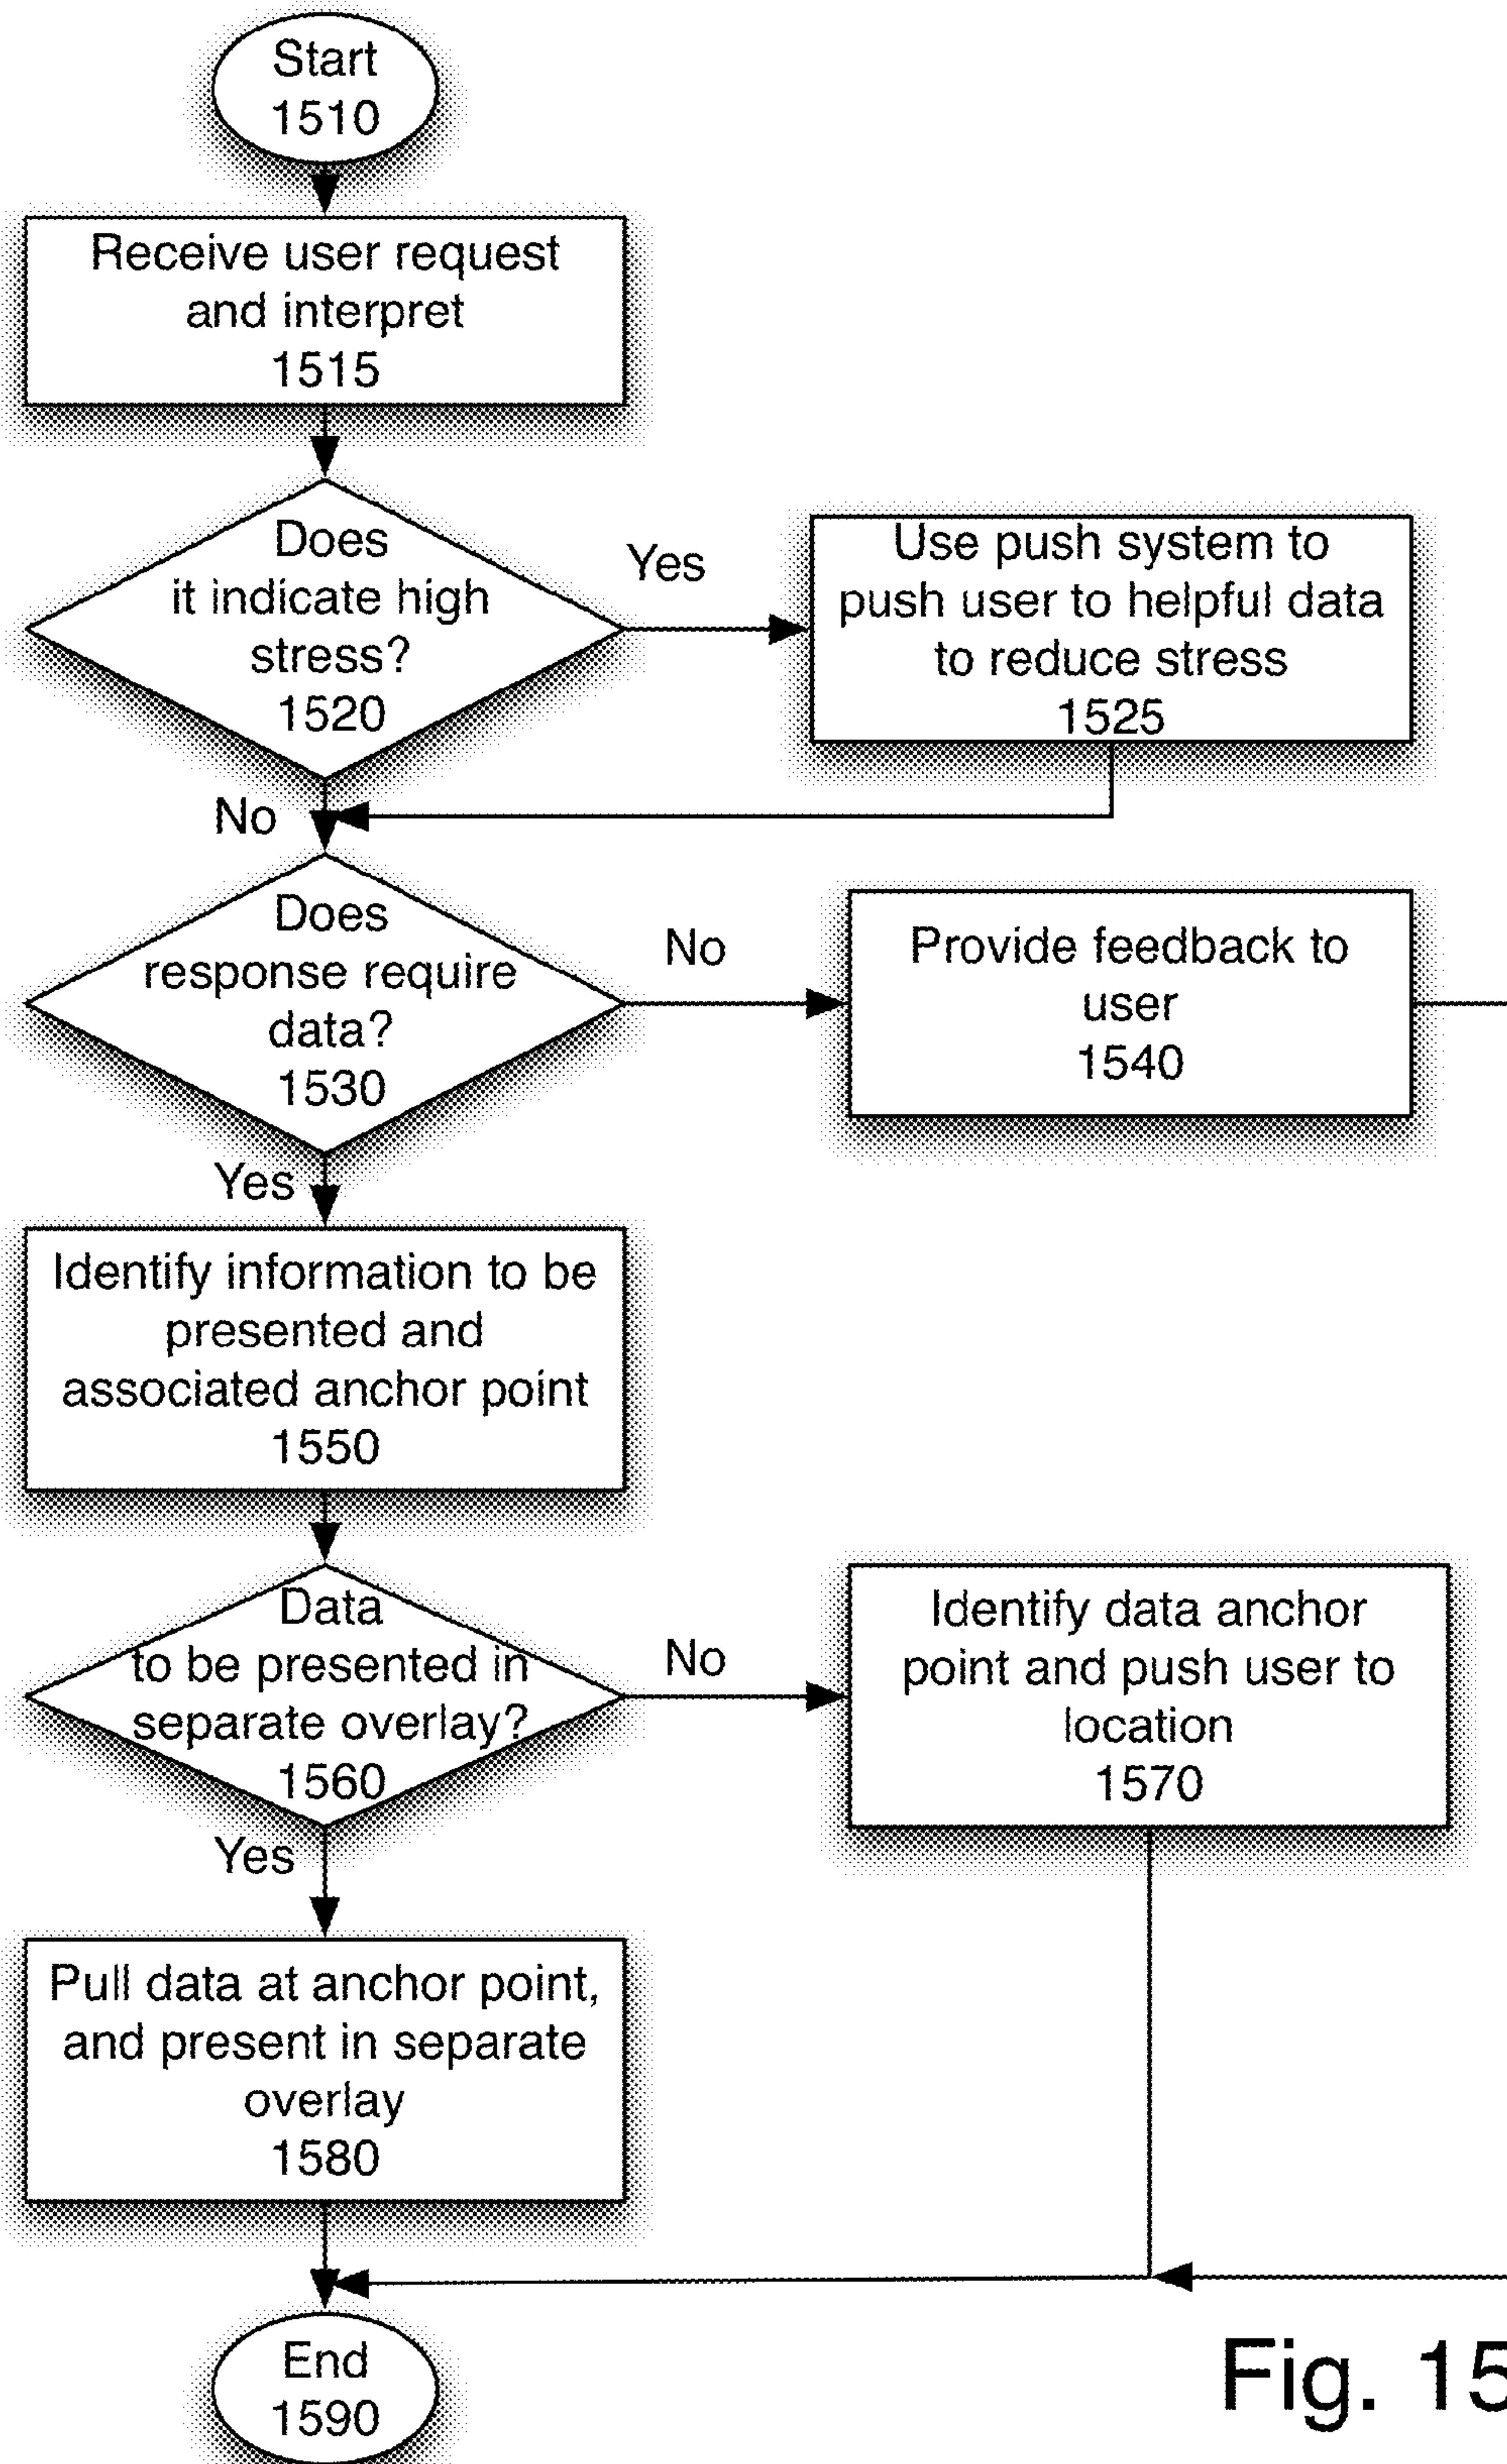 Start
1510
Receive user request
and interpret
1515
Does
it indicate high
stress?
1520
Yes
Use push system to
push user to helpful data
to reduce stress
1525
No
Does
response require
data?
1530
No
Provide feedback to
user
1540
Yes
Identify information to be
presented and
associated anchor point
1550
Data
to be presented in
separate overlay?
1560
No
Identify data anchor
point and push user to
location
1570
Yes
Pull data at anchor point,
and present in separate
overlay
1580
End
1590
Fig. 15